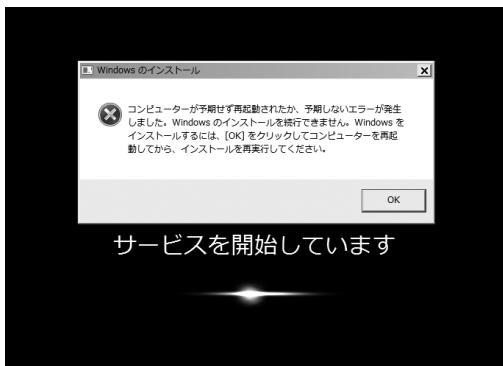 Windows のインストール
コンピューターが予期せず再起動されたか、予期しないエラーが発生
しました。Windows のインストールを続行できません。Windows を
インストールするには、[OK] をクリックしてコンピューターを再起
動してから、インストールを再実行してください。
OK
サービスを開始しています